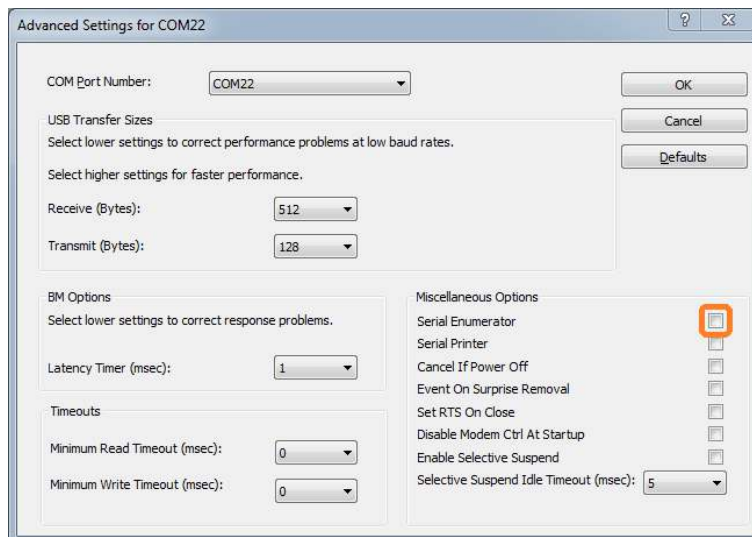 Advanced Settings for COM22
COM Port Number: COM22
OK
USB Transfer Sizes
Cancel
Select lower settings to correct performance problems at low baud rates.
Defaults
Select higher settings for faster performance.
Receive (Bytes): 512
Transmit (Bytes): 128
BM Options
Select lower settings to correct response problems.
Latency Timer (msec): 1
Timeouts
Minimum Read Timeout (msec): 0
Minimum Write Timeout (msec): 0
Miscellaneous Options
Serial Enumerator
Serial Printer
Cancel If Power Off
Event On Surprise Removal
Set RTS On Close
Disable Modem Ctrl At Startup
Enable Selective Suspend
Selective Suspend Idle Timeout (msec): 5